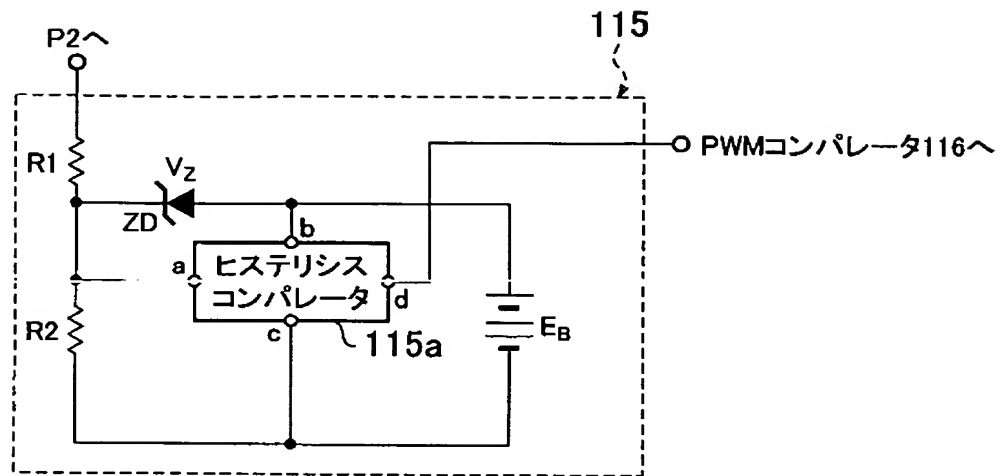 P2へ
115
R1
VZ
ZD
PWMコンパレータ116へ
b
a
ヒステリシス
コンパレータ
d
R2
c
115a
EB